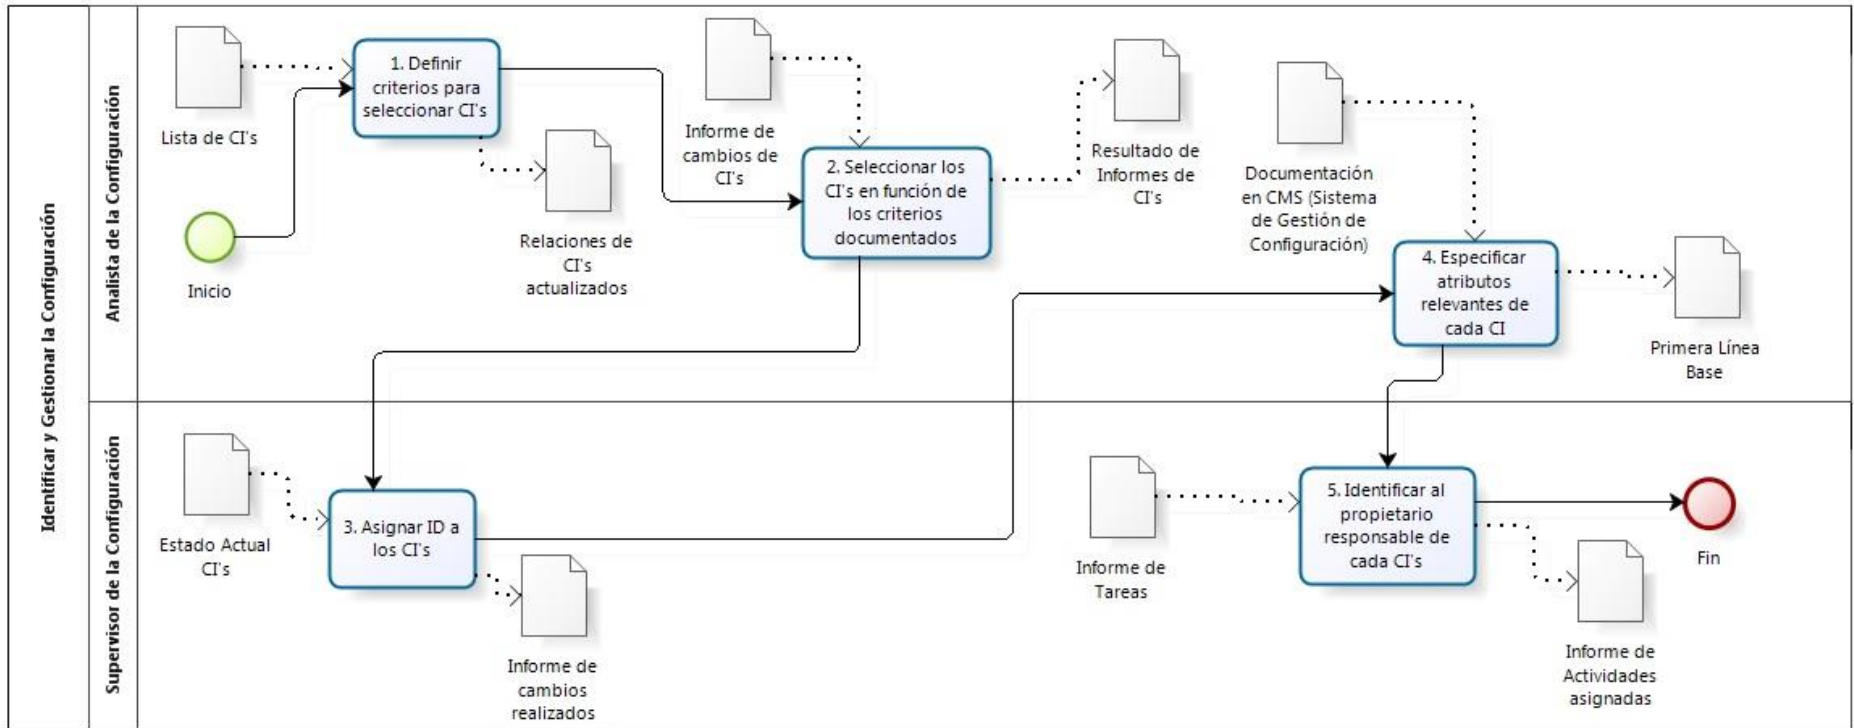 Identificar y Gestionar la Configuración
Analista de la Configuración
Lista de CI's
Inicio
1. Definir
criterios para
seleccionar CI's
Relaciones de
CI's
actualizados
Informe de
cambios de
CI's
2. Seleccionar los
CI's en función de
los criterios
documentados
Resultado de
Informes de
CI's
Documentación
en CMS (Sistema
de Gestión de
Configuración)
4. Especificar
atributos
relevantes de
cada CI
Primera Línea
Base
Supervisor de la Configuración
Estado Actual
CI's
3. Asignar ID a
los CI's
Informe de
cambios
realizados
Informe de
Tareas
5. Identificar al
propietario
responsable de
cada CI's
Informe de
Actividades
asignadas
Fin